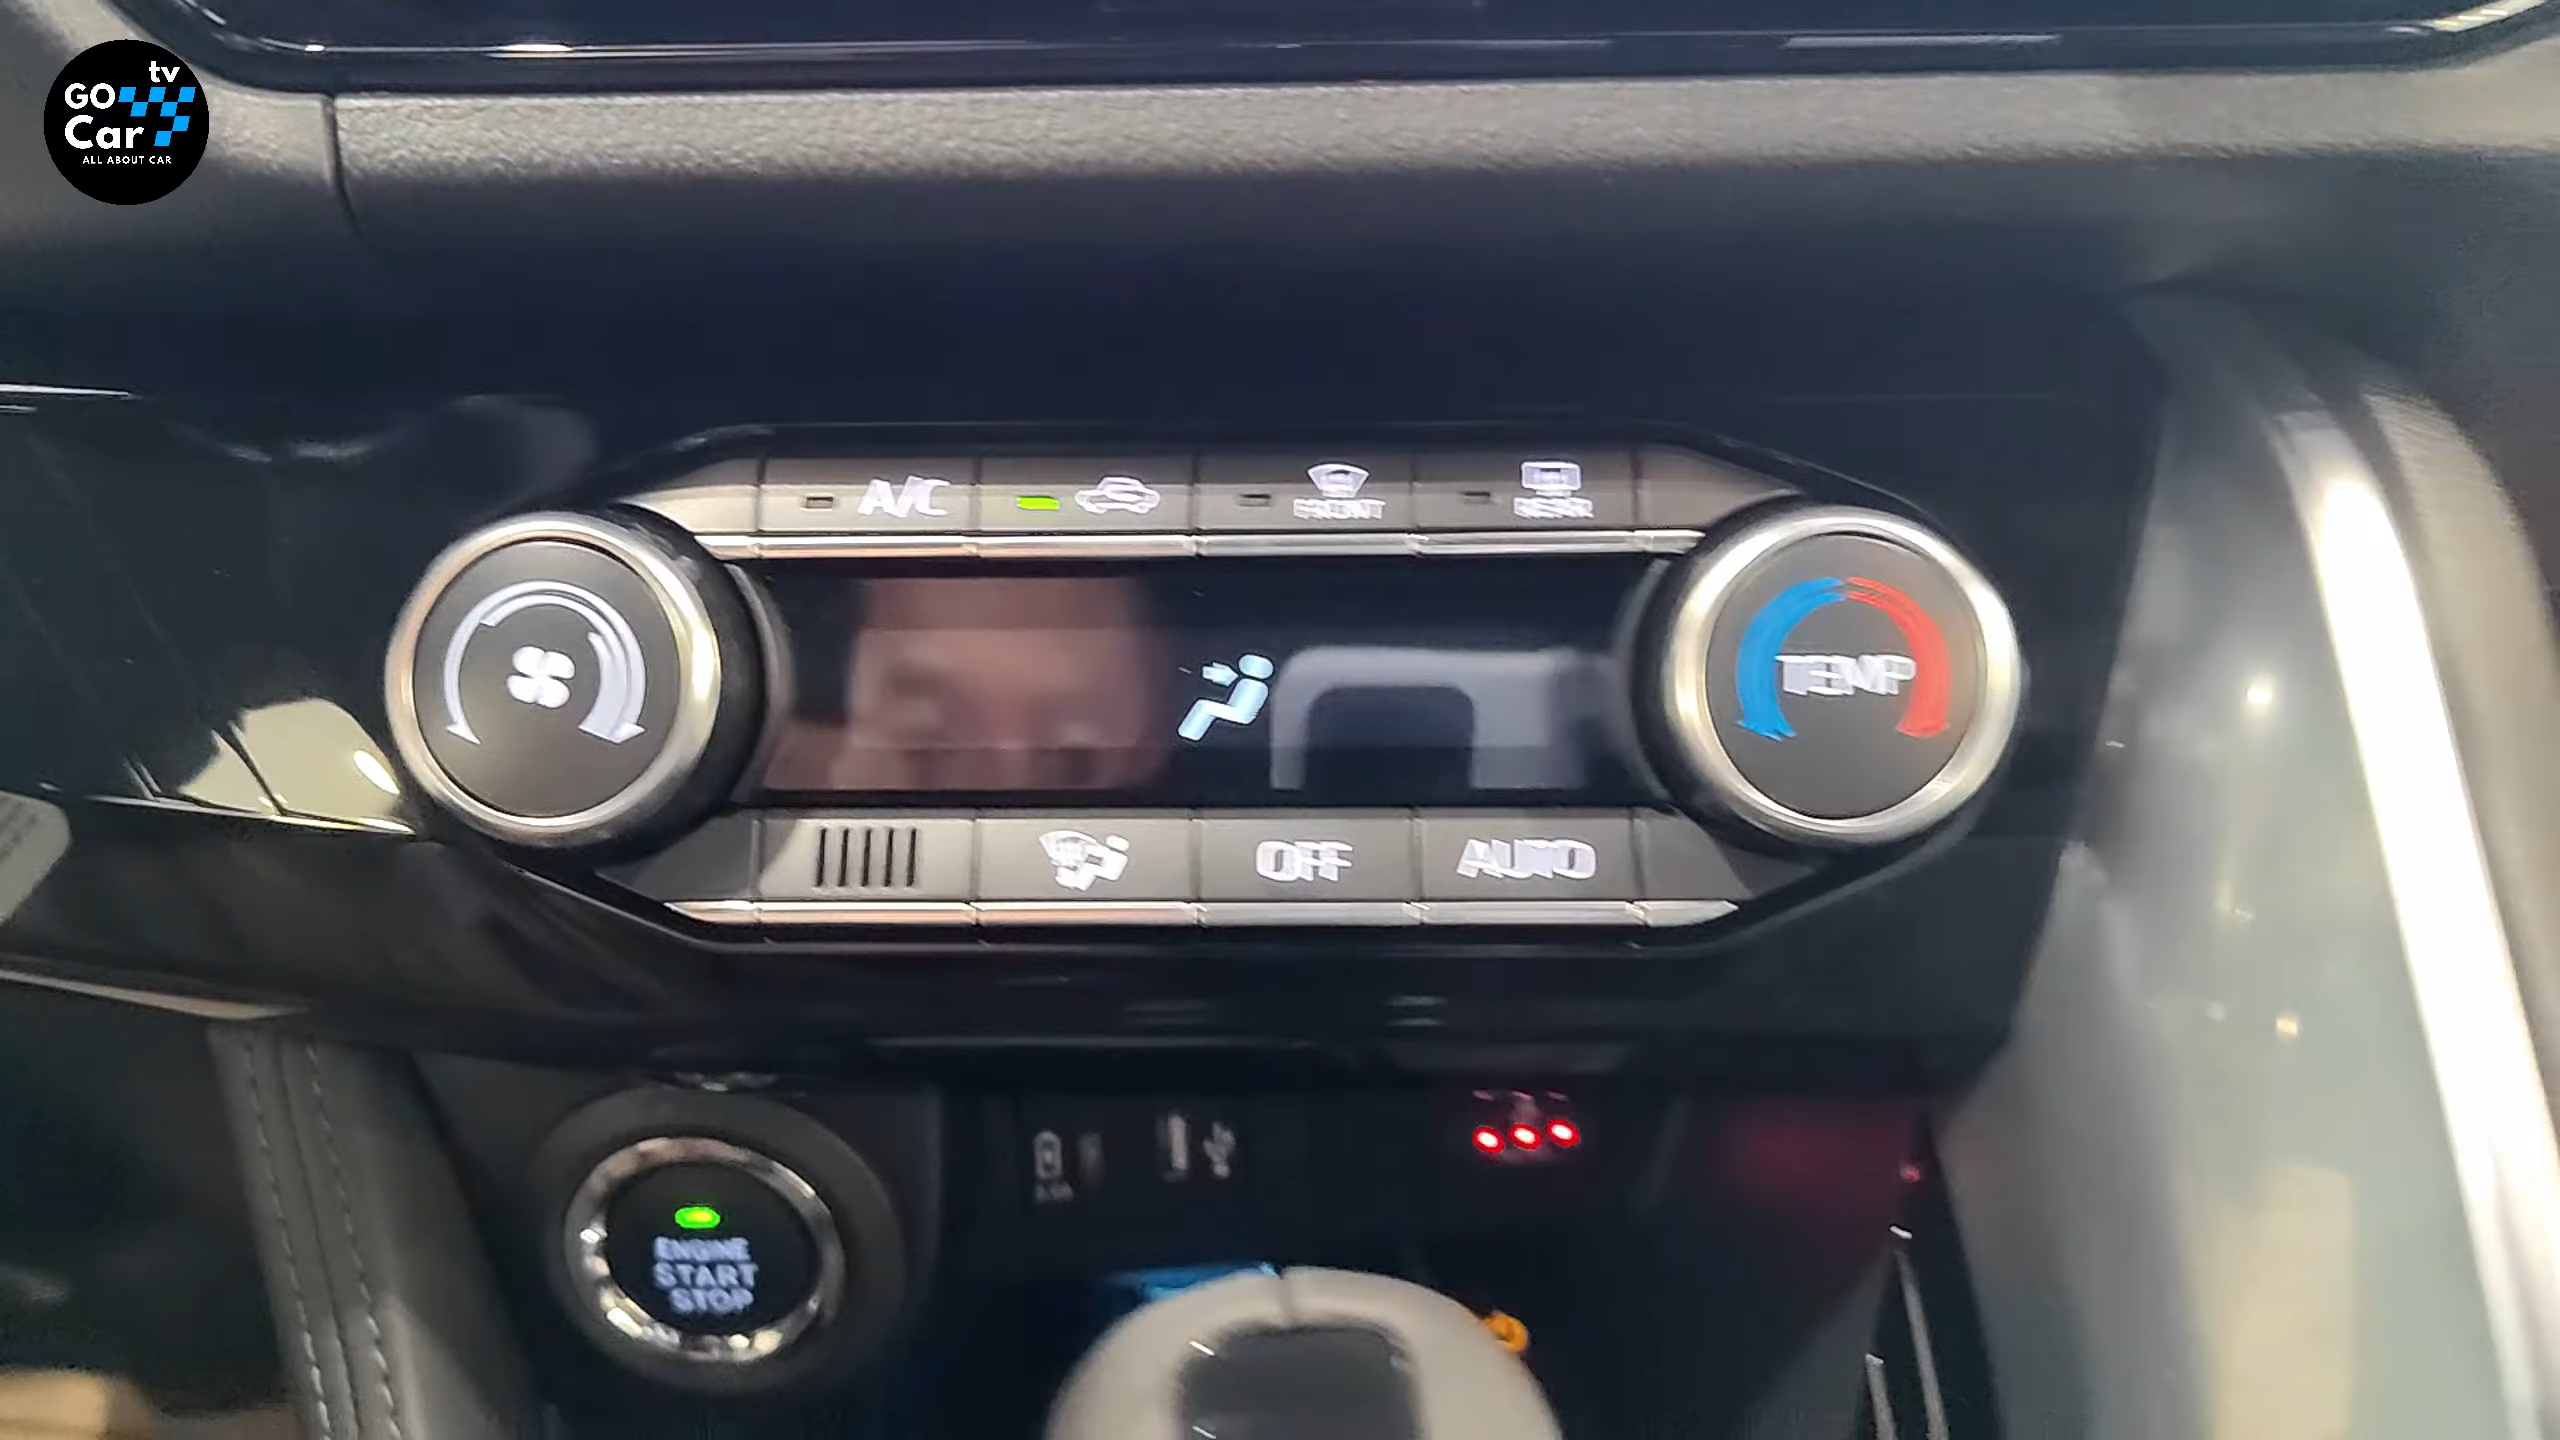 tv
GO
Car
ALL ABOUT CAR
A/C
FRONT
REAR
TEMP
OFF
AUTO
ENGINE
START
STOP